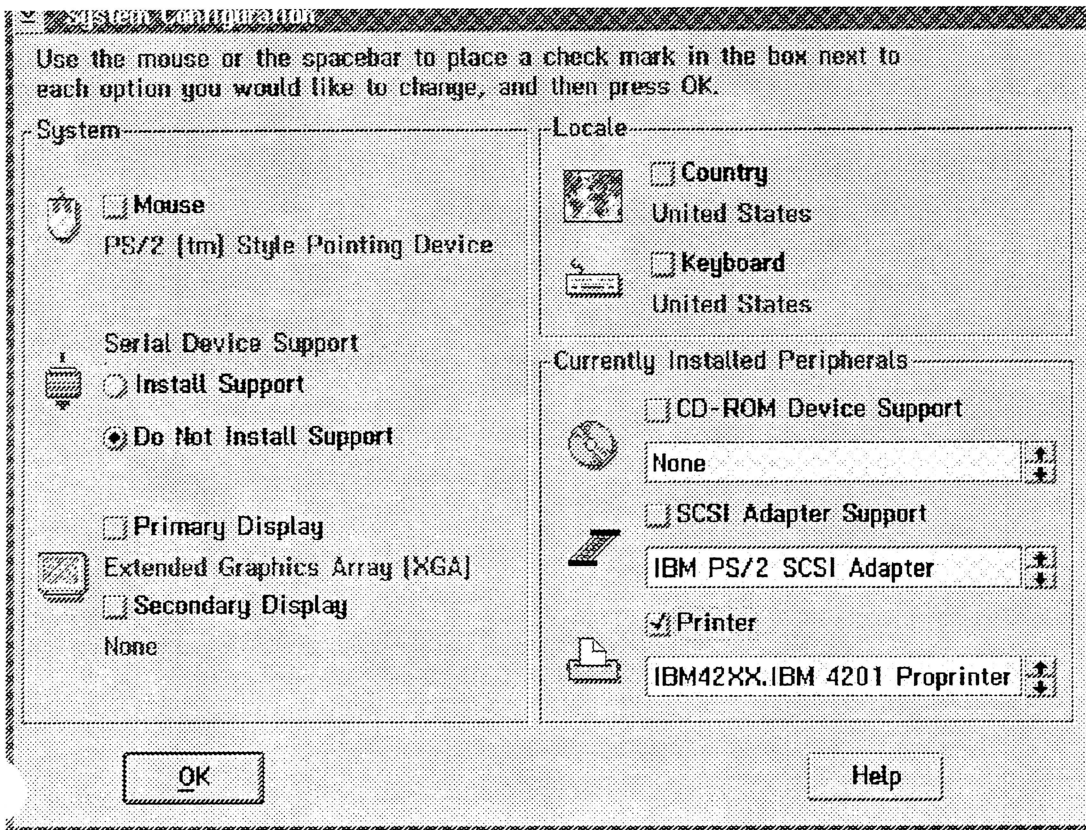 System Configuration
Use the mouse or the spacebar to place a check mark in the box next to
each option you would like to change, and then press OK.
System
Mouse
PS/2 (tm) Style Pointing Device
Serial Device Support
Install Support
Do Not Install Support
Primary Display
Extended Graphics Array (XGA)
Secondary Display
None
Locale
Country
United States
Keyboard
United States
Currently Installed Peripherals
CD-ROM Device Support
None
SCSI Adapter Support
IBM PS/2 SCSI Adapter
Printer
IBM42XX.IBM 4201 Proprinter
OK
Help